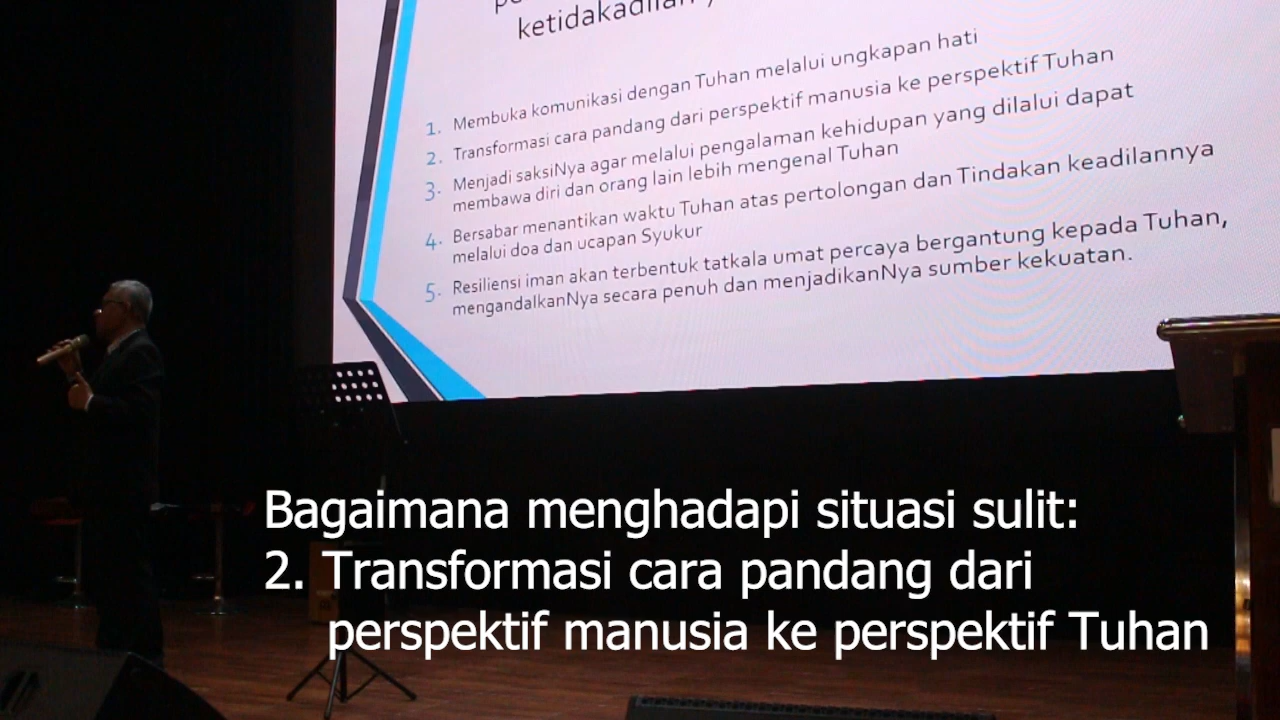 ketidakadilan
1. Membuka komunikasi dengan Tuhan melalui ungkapan hati
2. Transformasi cara pandang dari perspektif manusia ke perspektif Tuhan
3. Menjadi saksiNya agar melalui pengalaman kehidupan yang dilalui dapat
membawa diri dan orang lain lebih mengenal Tuhan
4. Bersabar menantikan waktu Tuhan atas pertolongan dan Tindakan keadilannya
melalui doa dan ucapan Syukur
5. Resiliensi iman akan terbentuk tatkala umat percaya bergantung kepada Tuhan,
mengandalkanNya secara penuh dan menjadikanNya sumber kekuatan.
Bagaimana menghadapi situasi sulit:
2. Transformasi cara pandang dari
perspektif manusia ke perspektif Tuhan